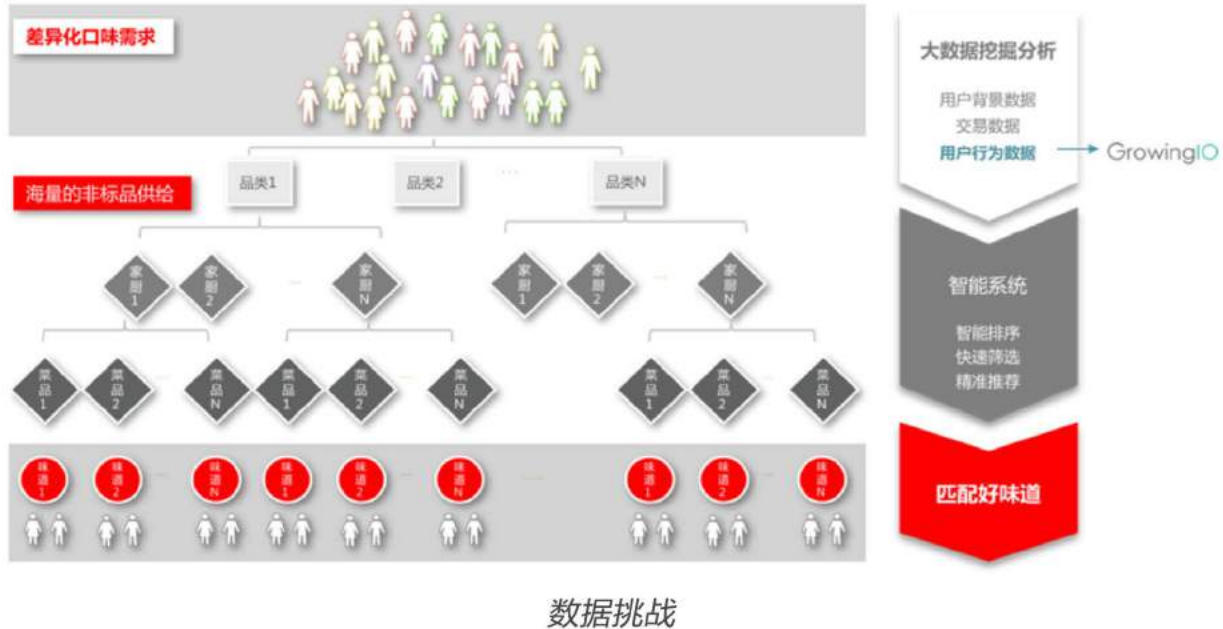 差异化口味需求
大数据挖掘分析
用户背景数据
交易数据
用户行为数据
GrowingIO
海量的非标品供给
品类1
品类2
...
品类N
家厨1
家厨2
...
家厨N
...
家厨1
家厨2
...
家厨N
智能系统
智能排序
快速筛选
精准推荐
菜品1
菜品2
...
菜品N
菜品1
菜品2
...
菜品N
菜品1
菜品2
...
菜品N
味道1
味道2
...
味道N
味道1
味道2
...
味道N
......
味道1
味道2
...
味道N
匹配好味道
数据挑战